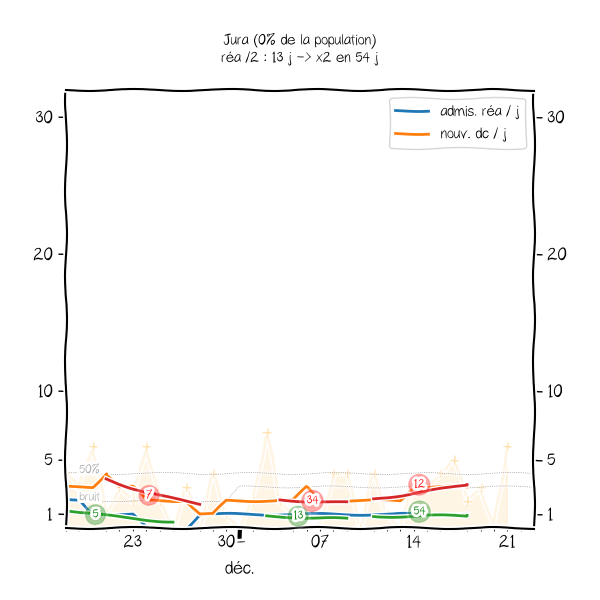 Jura (0% de la population)
réa /2 : 13 j -> x2 en 54 j
admis. réa / j
nouv. dc / j
30 30
20 20
10 10
5 5
50%
12
7
34
bruit
5
13
54
1 1
23 30 07 14 21
déc.